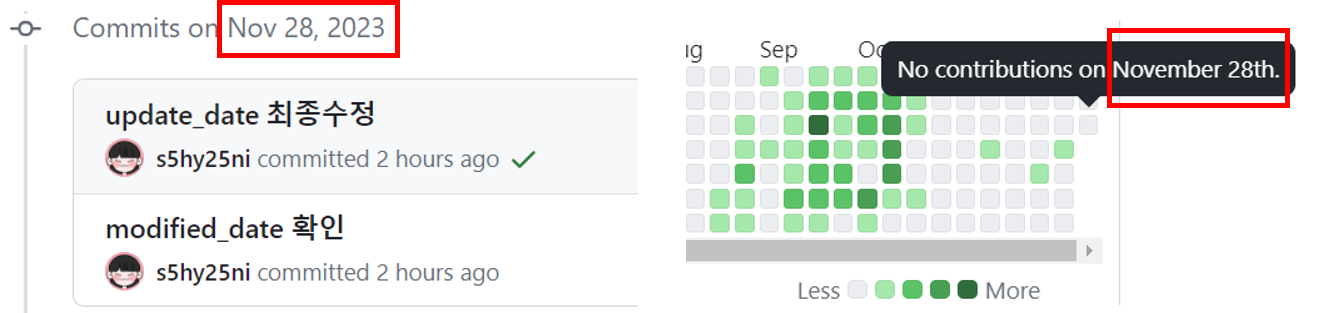 Commits on Nov 28, 2023
update_date 최종수정
s5hy25ni committed 2 hours ago
modified_date 확인
s5hy25ni committed 2 hours ago
ug Sep Oc
No contributions on November 28th.
Less More